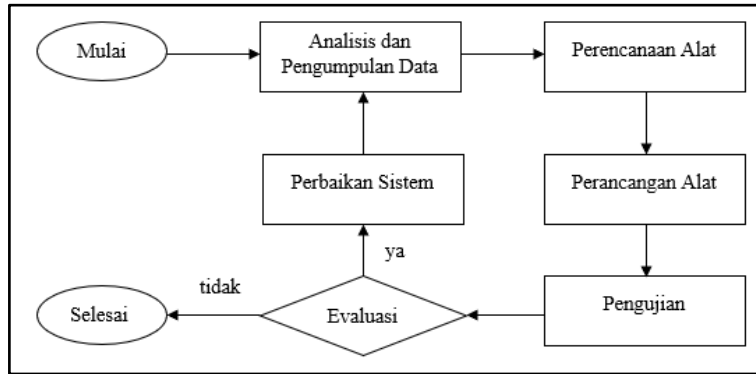 Mulai
Analisis dan
Pengumpulan Data
Perencanaan Alat
Perbaikan Sistem
Perancangan Alat
ya
tidak
Selesai
Evaluasi
Pengujian